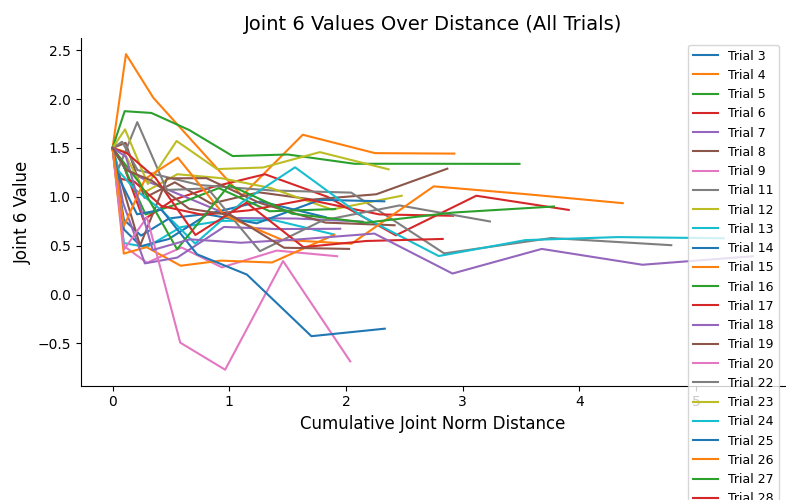 Joint 6 Values Over Distance (All Trials)
Joint 6 Value
2.5
2.0
1.5
1.0
0.5
0.0
−0.5
0
1
2
3
4
5
Cumulative Joint Norm Distance
Trial 3
Trial 4
Trial 5
Trial 6
Trial 7
Trial 8
Trial 9
Trial 11
Trial 12
Trial 13
Trial 14
Trial 15
Trial 16
Trial 17
Trial 18
Trial 19
Trial 20
Trial 22
Trial 23
Trial 24
Trial 25
Trial 26
Trial 27
Trial 28